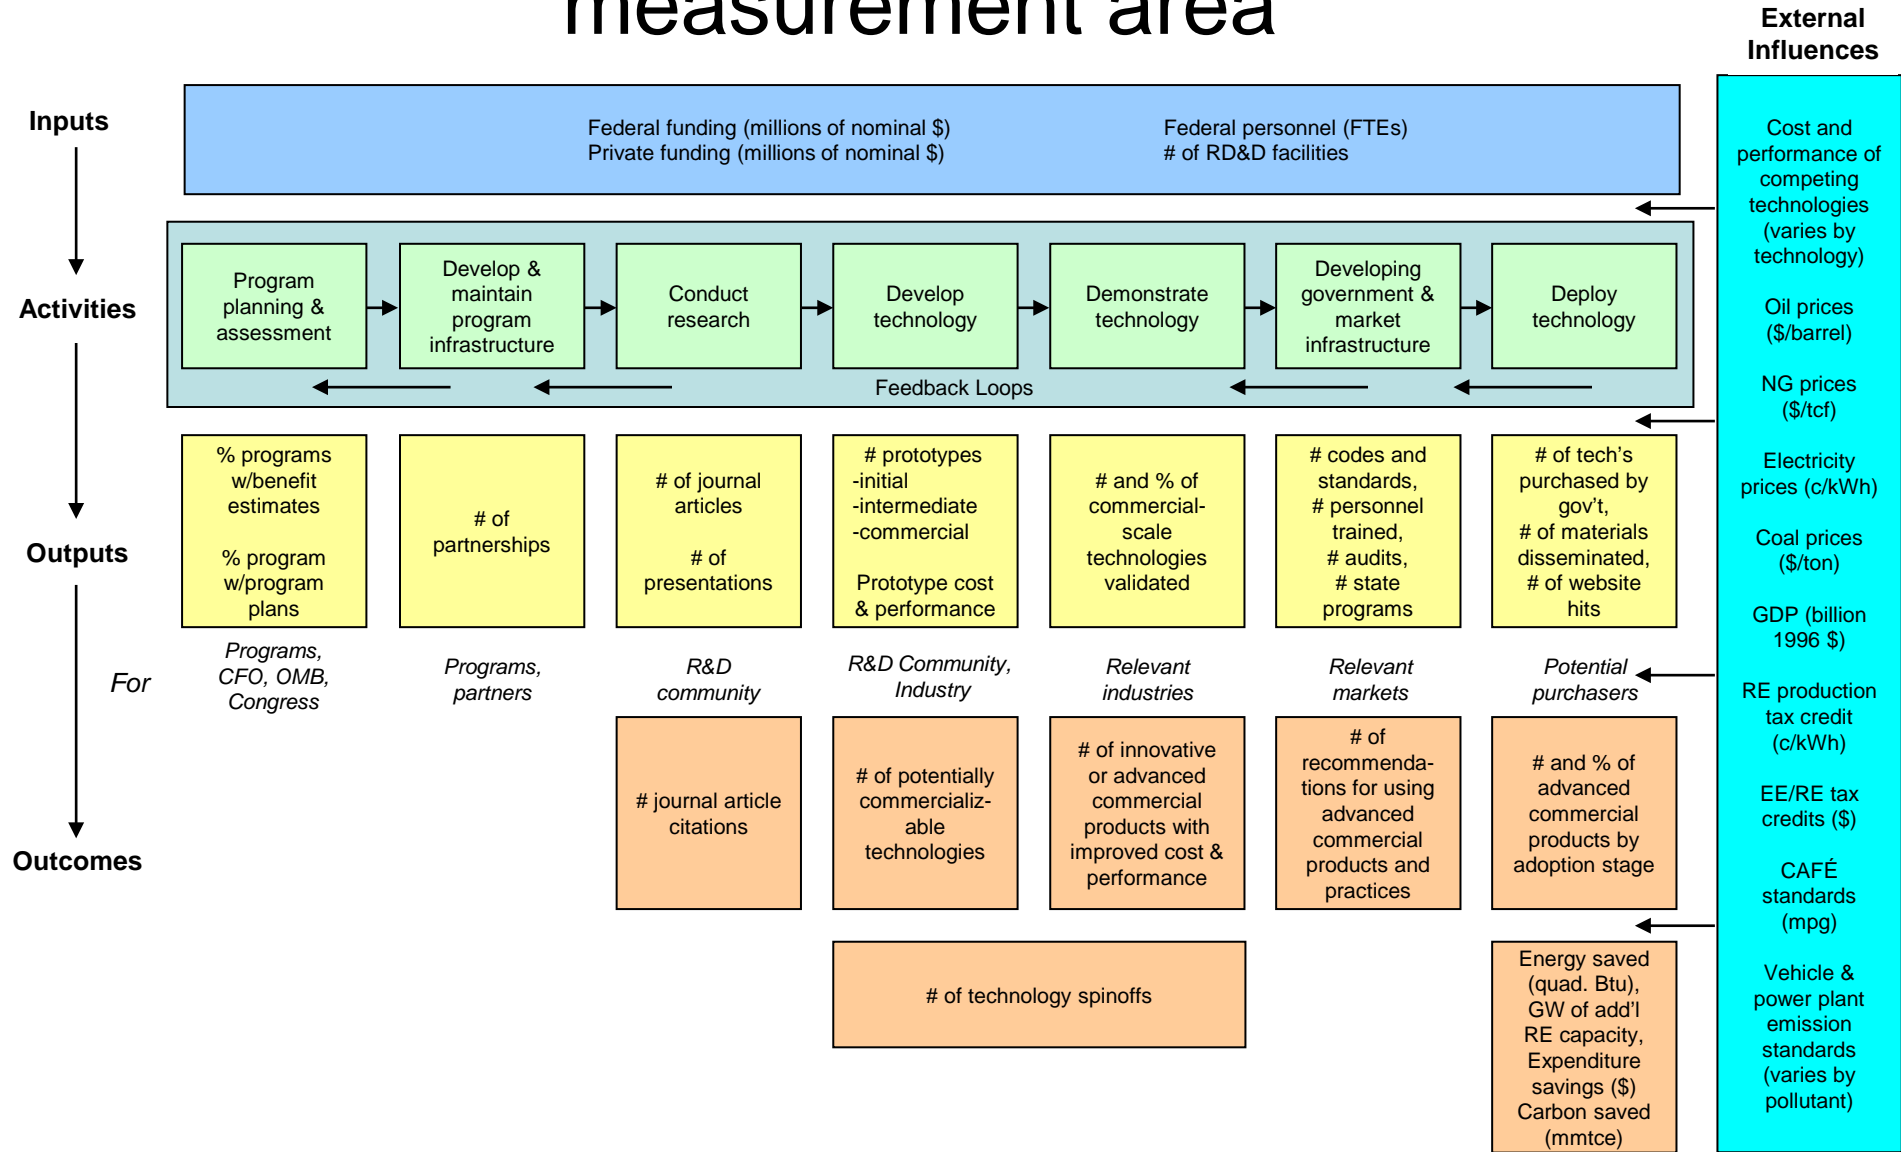 measurement area
External
Influences
Inputs
Federal funding (millions of nominal $)
Private funding (millions of nominal $)
Federal personnel (FTEs)
# of RD&D facilities
Activities
Program
planning &
assessment
Develop &
maintain
program
infrastructure
Conduct
research
Develop
technology
Demonstrate
technology
Developing
government &
market
infrastructure
Deploy
technology
Feedback Loops
Outputs
% programs
w/benefit
estimates
% program
w/program
plans
# of
partnerships
# of journal
articles
# of
presentations
# prototypes
-initial
-intermediate
-commercial
Prototype cost
& performance
# and % of
commercial-
scale
technologies
validated
# codes and
standards,
# personnel
trained,
# audits,
# state
programs
# of tech's
purchased by
gov't,
# of materials
disseminated,
# of website
hits
For
Programs,
CFO, OMB,
Congress
Programs,
partners
R&D
community
R&D Community,
Industry
Relevant
industries
Relevant
markets
Potential
purchasers
Outcomes
# journal article
citations
# of potentially
commercializ-
able
technologies
# of innovative
or advanced
commercial
products with
improved cost &
performance
# of
recommenda-
tions for using
advanced
commercial
products and
practices
# and % of
advanced
commercial
products by
adoption stage
# of technology spinoffs
Energy saved
(quad. Btu),
GW of add'l
RE capacity,
Expenditure
savings ($)
Carbon saved
(mmtce)
Cost and
performance of
competing
technologies
(varies by
technology)
Oil prices
($/barrel)
NG prices
($/tcf)
Electricity
prices (c/kWh)
Coal prices
($/ton)
GDP (billion
1996 $)
RE production
tax credit
(c/kWh)
EE/RE tax
credits ($)
CAFÉ
standards
(mpg)
Vehicle &
power plant
emission
standards
(varies by
pollutant)